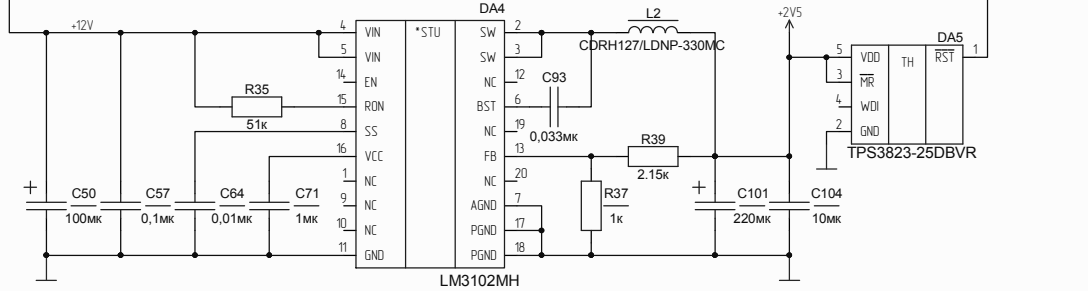 DA4
+12V
4 VIN *STU SW 2
L2
CDRH127/LDNP-330MC
+2V5
DA5
5 VDD TH RST 1
5 VIN SW 3
3 MR
14 EN NC 12
C93
4 WDI
R35
15 RON BST 6
51к
0,033мк
2 GND
8 SS NC 19
TPS3823-25DBVR
R39
16 VCC FB 13
2.15к
1 NC NC 20
+ C50 100мк
C57 0,1мк
C64 0,01мк
C71 1мк
R37 1к
+ C101 220мк
C104 10мк
9 NC AGND 7
10 NC PGND 17
11 GND PGND 18
LM3102MH